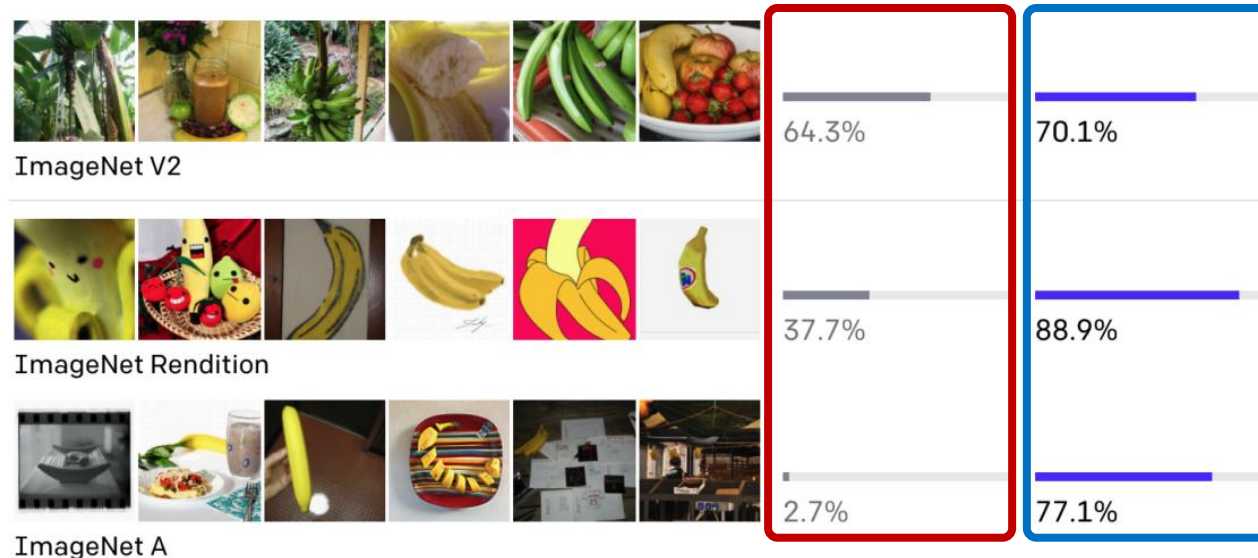 64.3% 70.1%
ImageNet V2
37.7% 88.9%
ImageNet Rendition
2.7% 77.1%
ImageNet A